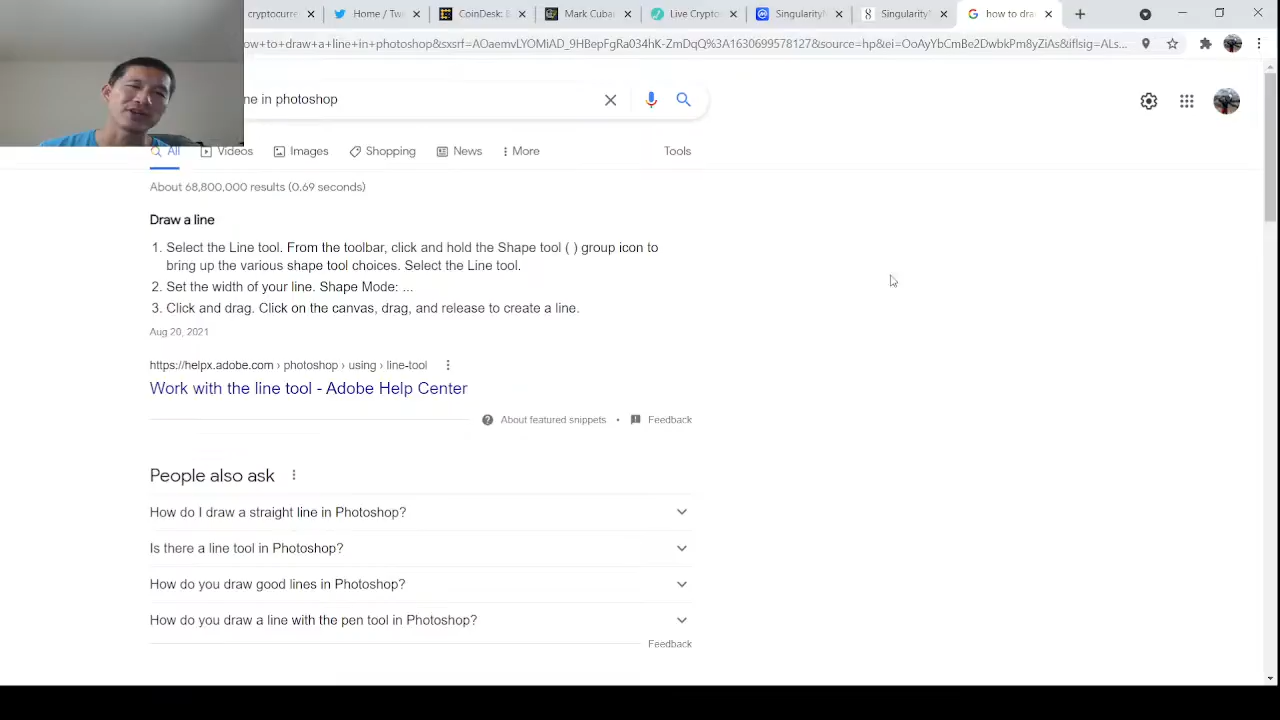 cryptocurre
Home / Tw
CoinDesk: B
Mark Cuba
Live Crypto
SingularityN
Singularity
how to dra
ow+to+draw+a+line+in+photoshop&sxsrf=AOaemvLYOMiAD_9HBepFgRa034hK-ZmDqQ%3A1630699578127&source=hp&ei=OoAyYbCmBe2DwbkPm8yZiAs&iflsig=ALs...
ne in photoshop
All
Videos
Images
Shopping
News
More
Tools
About 68,800,000 results (0.69 seconds)
Draw a line
1. Select the Line tool. From the toolbar, click and hold the Shape tool ( ) group icon to
bring up the various shape tool choices. Select the Line tool.
2. Set the width of your line. Shape Mode: ...
3. Click and drag. Click on the canvas, drag, and release to create a line.
Aug 20, 2021
https://helpx.adobe.com › photoshop › using › line-tool
Work with the line tool - Adobe Help Center
About featured snippets • Feedback
People also ask
How do I draw a straight line in Photoshop?
Is there a line tool in Photoshop?
How do you draw good lines in Photoshop?
How do you draw a line with the pen tool in Photoshop?
Feedback